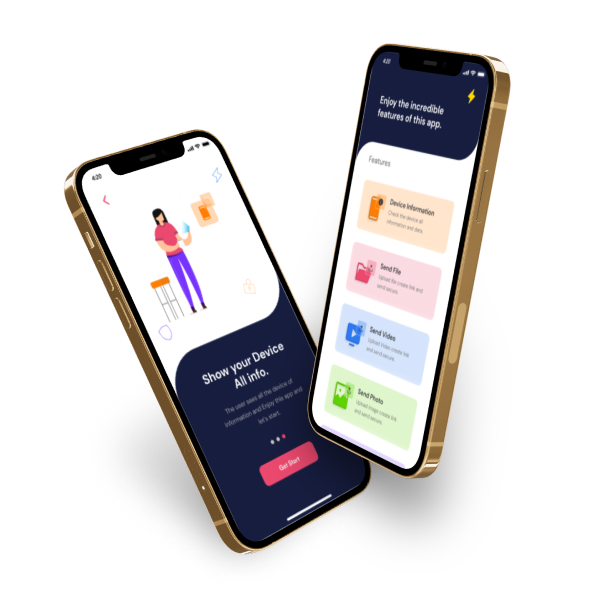 4:20
Show your Device
All info.
The user sees all the device of
information and Enjoy this app and
let's start.
Get Start
4:20
Enjoy the incredible
features of this app.
Features
Device Information
Check the device all
information and data.
Send File
Upload file create link and
and send secure.
Send Video
Upload Video create link
and send secure.
Send Photo
Upload image create link
and send secure.